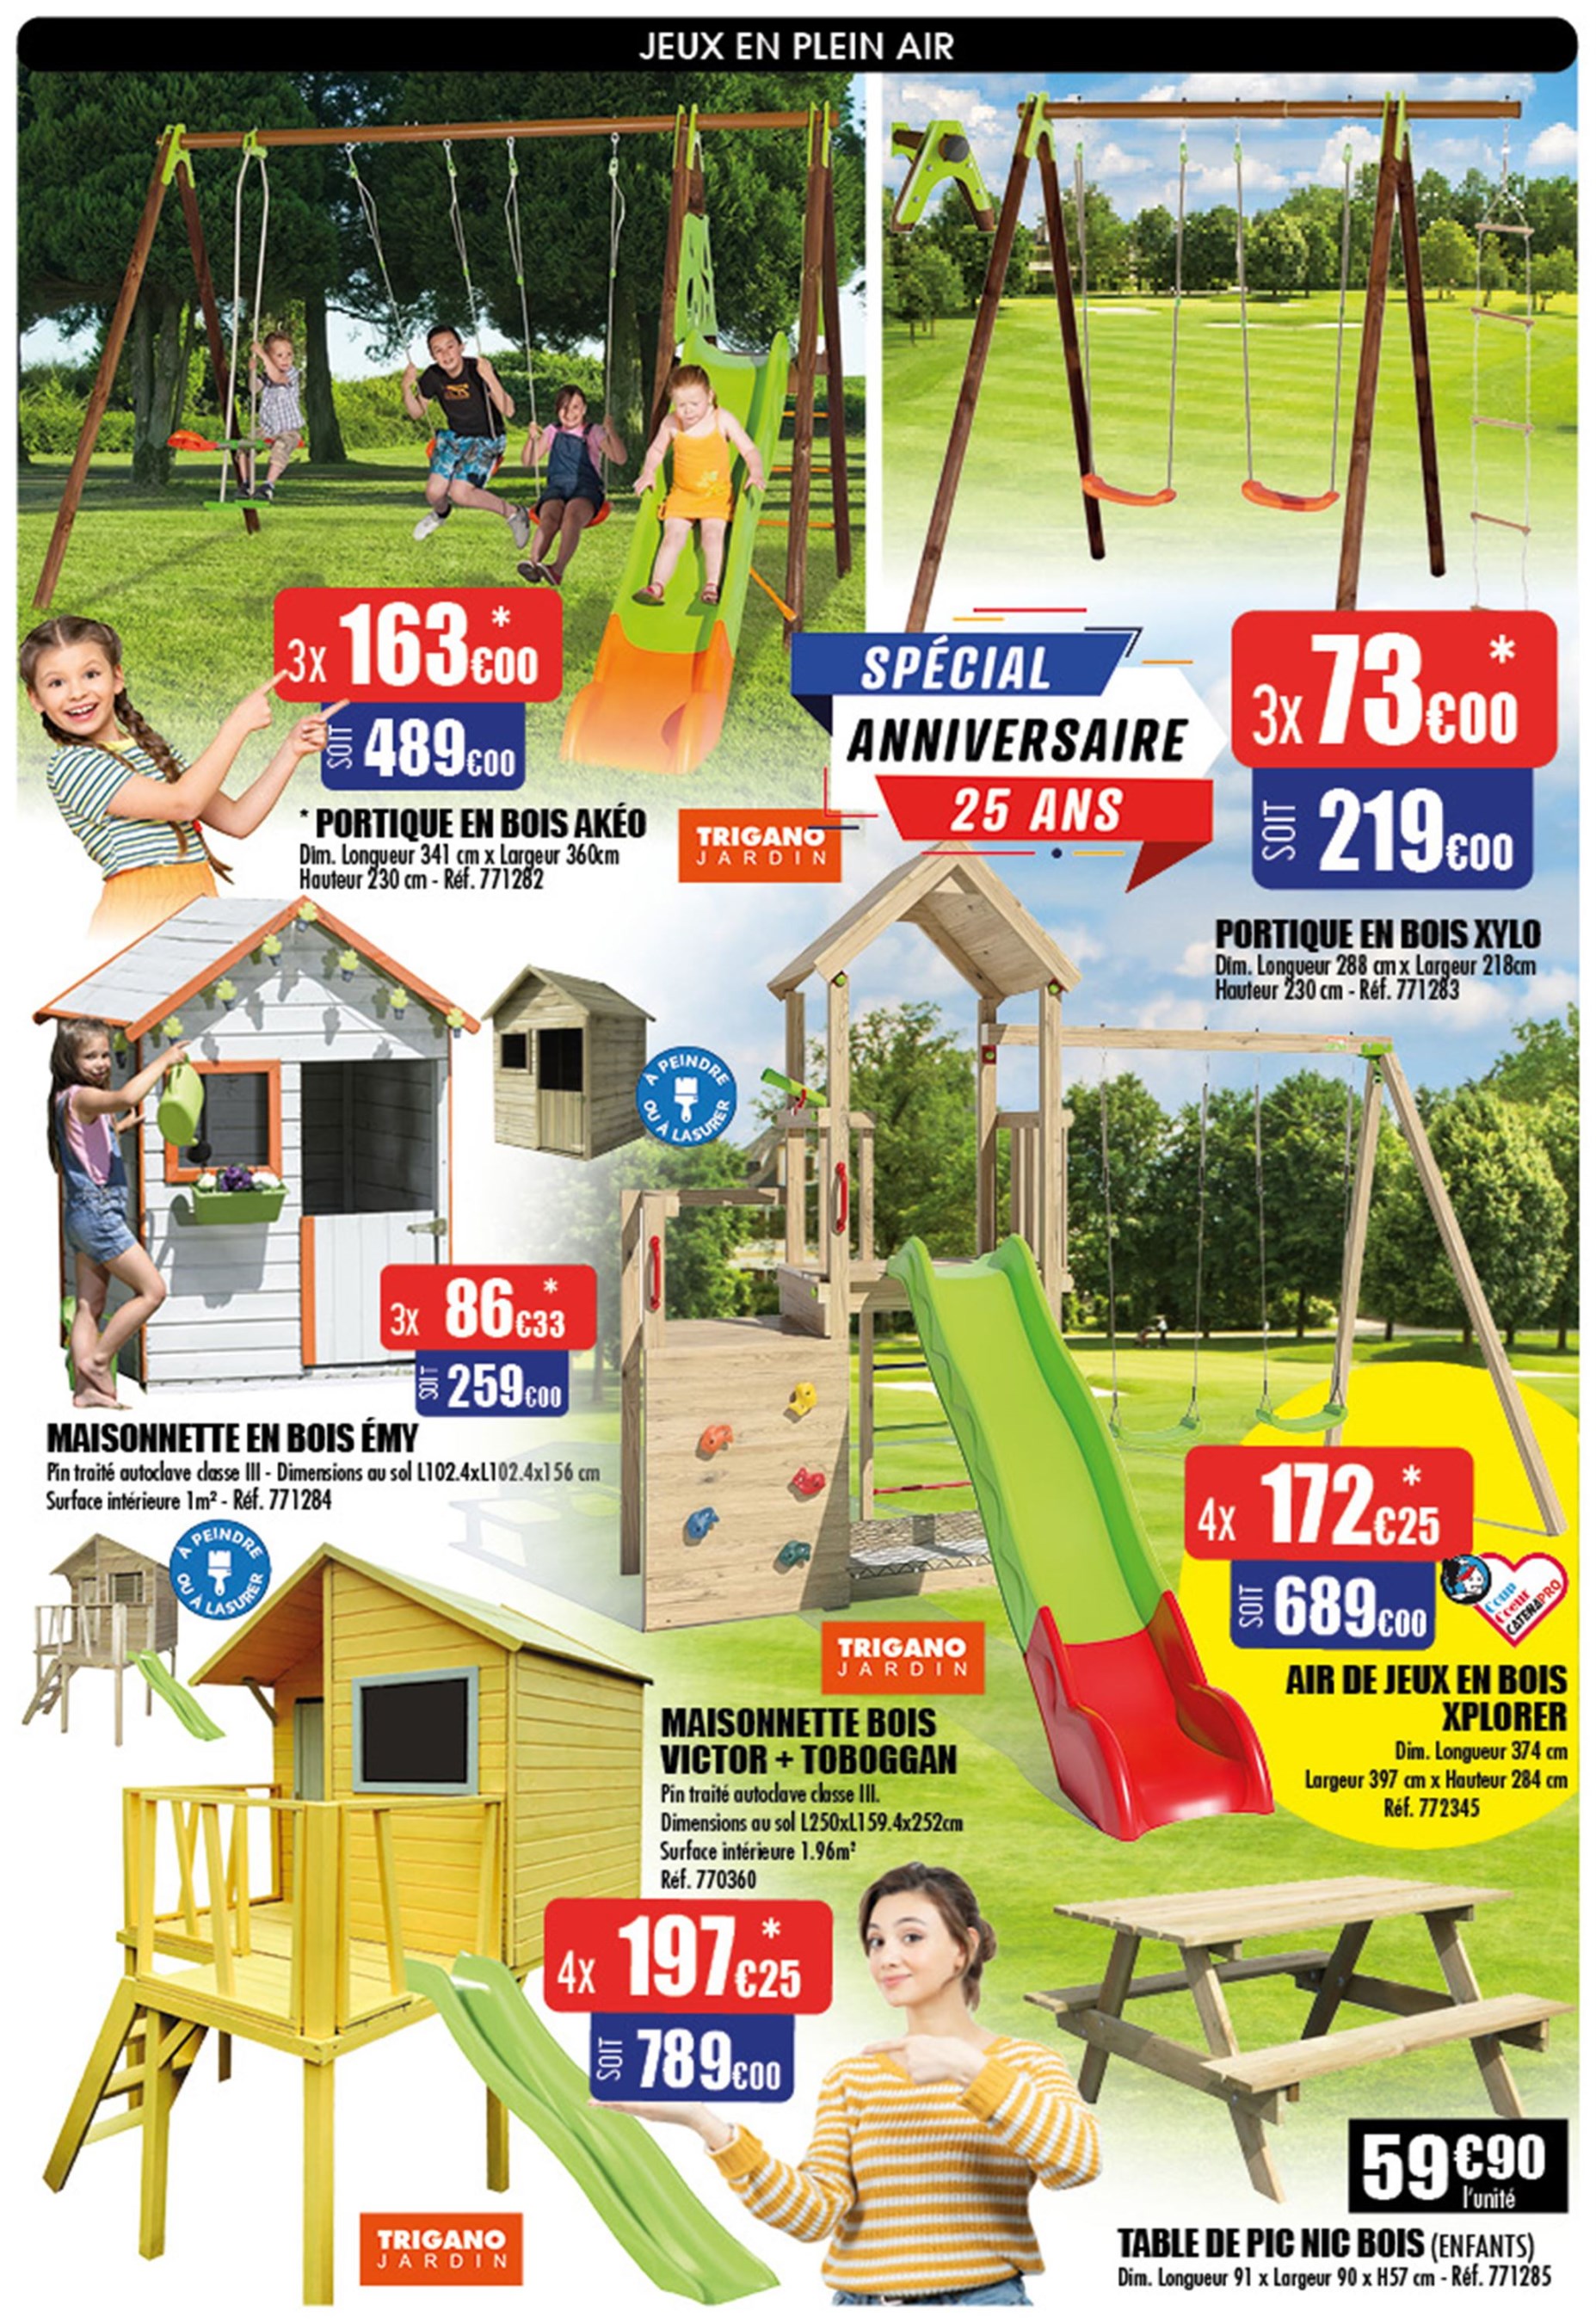 JEUX EN PLEIN AIR
3x 163€00*
SOIT 489€00
* PORTIQUE EN BOIS AKÉO
Dim. Longueur 341 cm x Largeur 360cm
Hauteur 230 cm - Réf. 771282
TRIGANO
JARDIN
SPÉCIAL
ANNIVERSAIRE
25 ANS
3x 73€00*
SOIT 219€00
PORTIQUE EN BOIS XYLO
Dim. Longueur 288 cm x Largeur 218cm
Hauteur 230 cm - Réf. 771283
À PEINDRE
OU À LASURER
3x 86€33*
SOIT 259€00
MAISONNETTE EN BOIS ÉMY
Pin traité autoclave classe III - Dimensions au sol L102.4xL102.4x156 cm
Surface intérieure 1m² - Réf. 771284
À PEINDRE
OU À LASURER
4x 172€25*
SOIT 689€00
Coup
Coeur
CATENAPRO
AIR DE JEUX EN BOIS
XPLORER
Dim. Longueur 374 cm
Largeur 397 cm x Hauteur 284 cm
Réf. 772345
TRIGANO
JARDIN
MAISONNETTE BOIS
VICTOR + TOBOGGAN
Pin traité autoclave classe III.
Dimensions au sol L250xL159.4x252cm
Surface intérieure 1.96m²
Réf. 770360
4x 197€25*
SOIT 789€00
TRIGANO
JARDIN
59€90
l'unité
TABLE DE PIC NIC BOIS (ENFANTS)
Dim. Longueur 91 x Largeur 90 x H57 cm - Réf. 771285